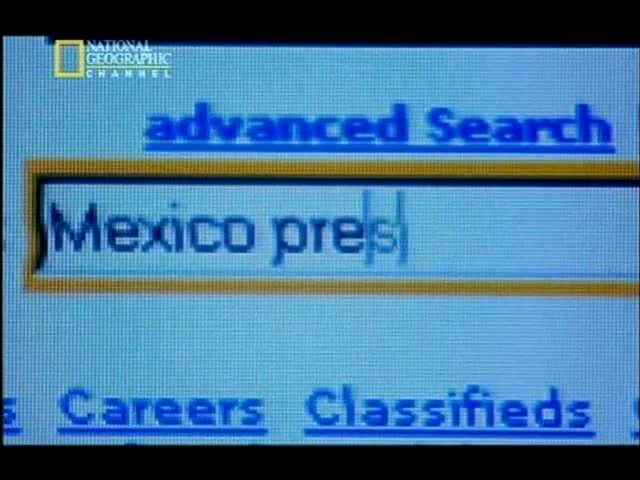 NATIONAL
GEOGRAPHIC
CHANNEL
advanced Search
Mexico pres
s Careers Classifieds